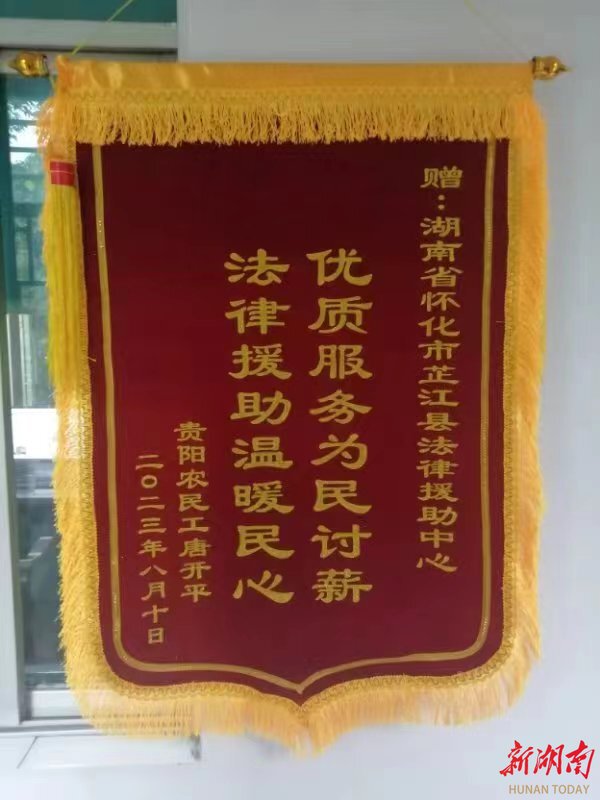 赠：湖南省怀化市芷江县法律援助中心
优质服务为民讨薪
法律援助温暖民心
贵阳农民工唐开平
二〇二三年八月十日
新湖南
HUNAN TODAY